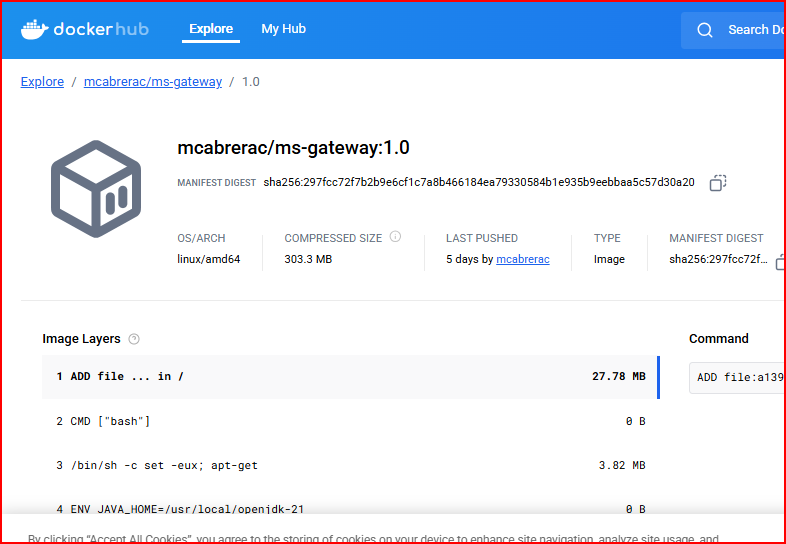 dockerhub Explore My Hub Search Do
Explore / mcabrerac/ms-gateway / 1.0
mcabrerac/ms-gateway:1.0
MANIFEST DIGEST sha256:297fcc72f7b2b9e6cf1c7a8b466184ea79330584b1e935b9eebbaa5c57d30a20
OS/ARCH COMPRESSED SIZE LAST PUSHED TYPE MANIFEST DIGEST
linux/amd64 303.3 MB 5 days by mcabrerac Image sha256:297fcc72f...
Image Layers Command
1 ADD file ... in / 27.78 MB ADD file:a139
2 CMD ["bash"] 0 B
3 /bin/sh -c set -eux; apt-get 3.82 MB
4 ENV JAVA_HOME=/usr/local/openjdk-21 0 B
By clicking “Accept All Cookies”, you agree to the storing of cookies on your device to enhance site navigation, analyze site usage, and